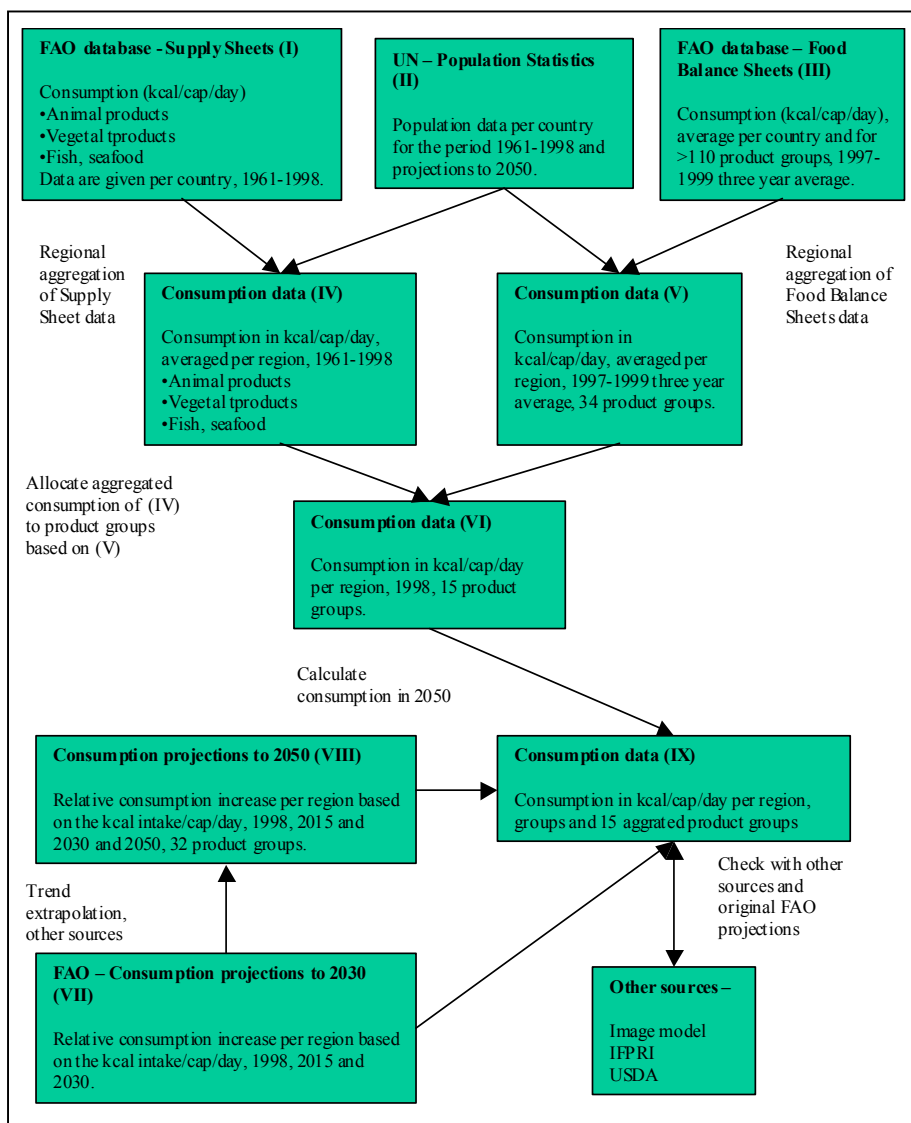 FAO database - Supply Sheets (I)
Consumption (kcal/cap/day)
•Animal products
•Vegetal tproducts
•Fish, seafood
Data are given per country, 1961-1998.
UN – Population Statistics
(II)
Population data per country
for the period 1961-1998 and
projections to 2050.
FAO database – Food
Balance Sheets (III)
Consumption (kcal/cap/day),
average per country and for
>110 product groups, 1997-
1999 three year average.
Regional
aggregation
of Supply
Sheet data
Regional
aggregation of
Food Balance
Sheets data
Consumption data (IV)
Consumption in kcal/cap/day,
averaged per region, 1961-1998
•Animal products
•Vegetal tproducts
•Fish, seafood
Consumption data (V)
Consumption in
kcal/cap/day, averaged per
region, 1997-1999 three year
average, 34 product groups.
Allocate aggregated
consumption of (IV)
to product groups
based on (V)
Consumption data (VI)
Consumption in kcal/cap/day
per region, 1998, 15 product
groups.
Calculate
consumption in 2050
Consumption projections to 2050 (VIII)
Relative consumption increase per region based
on the kcal intake/cap/day, 1998, 2015 and
2030 and 2050, 32 product groups.
Consumption data (IX)
Consumption in kcal/cap/day per region,
groups and 15 aggrated product groups
Trend
extrapolation,
other sources
Check with other
sources and
original FAO
projections
FAO – Consumption projections to 2030
(VII)
Relative consumption increase per region based
on the kcal intake/cap/day, 1998, 2015 and
2030.
Other sources –
Image model
IFPRI
USDA